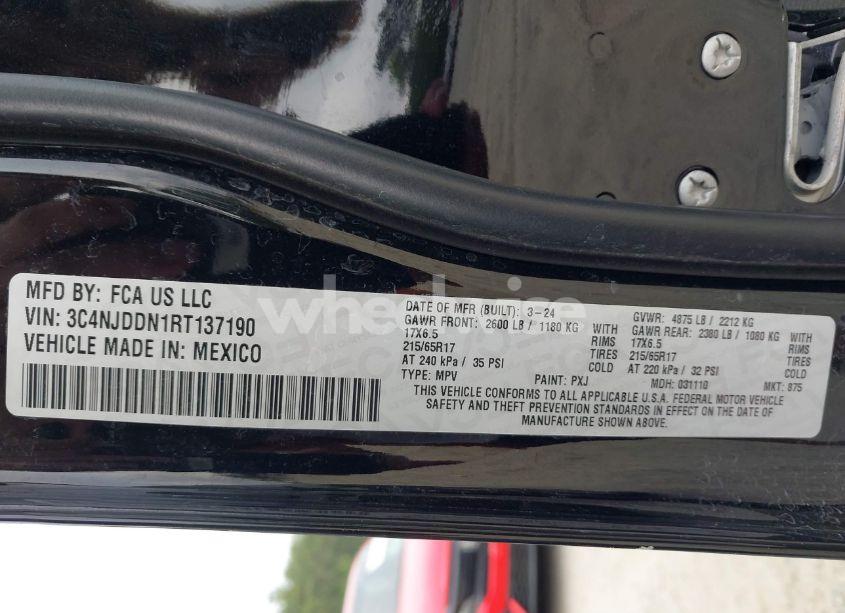 MFD BY: FCA US LLC
VIN: 3C4NJDDN1RT137190
VEHICLE MADE IN: MEXICO
DATE OF MFR (BUILT): 3-24
GAWR FRONT: 2600 LB / 1180 KG
17X6.5 RIMS
215/65R17 TIRES
AT 240 kPa / 35 PSI COLD
GVWR: 4875 LB / 2212 KG
GAWR REAR: 2380 LB / 1080 KG
17X6.5 RIMS
215/65R17 TIRES
AT 220 kPa / 32 PSI COLD
TYPE: MPV PAINT: PXJ MDH: 031110 MKT: 875
THIS VEHICLE CONFORMS TO ALL APPLICABLE U.S.A. FEDERAL MOTOR VEHICLE
SAFETY AND THEFT PREVENTION STANDARDS IN EFFECT ON THE DATE OF
MANUFACTURE SHOWN ABOVE.